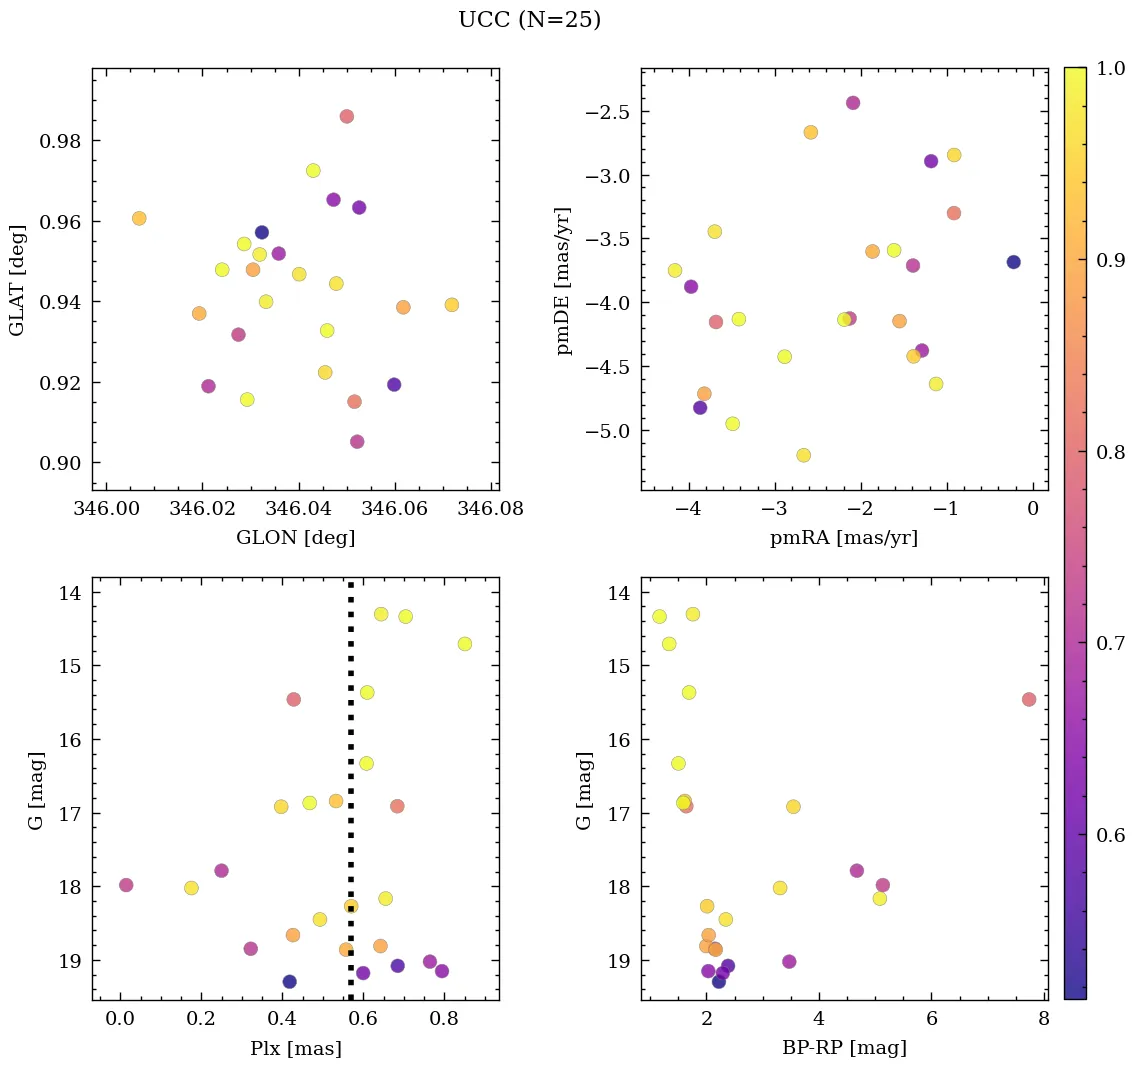 UCC (N=25)
0.98
0.96
0.94
0.92
0.90
GLAT [deg]
346.00 346.02 346.04 346.06 346.08
GLON [deg]
−2.5
−3.0
−3.5
−4.0
−4.5
−5.0
pmDE [mas/yr]
−4 −3 −2 −1 0
pmRA [mas/yr]
1.0
0.9
0.8
0.7
0.6
14
15
16
17
18
19
G [mag]
0.0 0.2 0.4 0.6 0.8
Plx [mas]
14
15
16
17
18
19
G [mag]
2 4 6 8
BP-RP [mag]